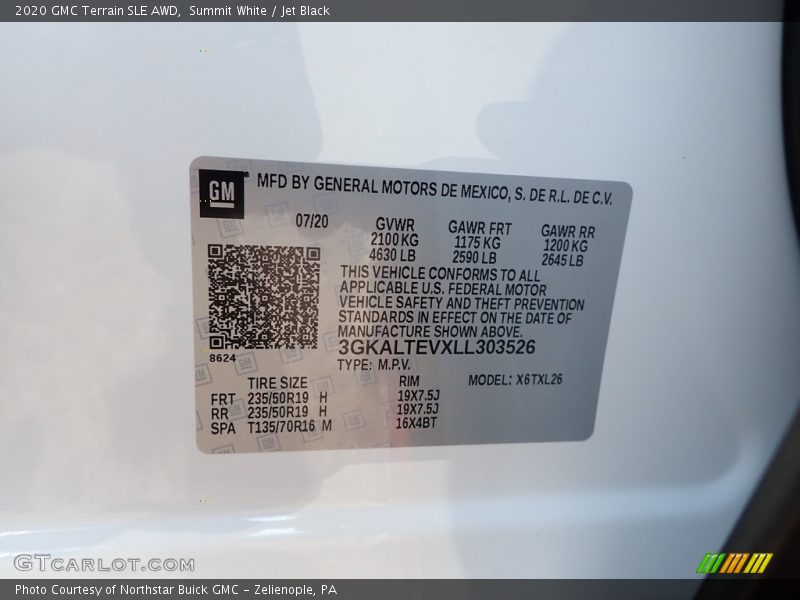 2020 GMC Terrain SLE AWD,  Summit White / Jet Black
GM
MFD BY GENERAL MOTORS DE MEXICO, S. DE R.L. DE C.V.
07/20 GVWR GAWR FRT GAWR RR
2100 KG 1175 KG 1200 KG
4630 LB 2590 LB 2645 LB
THIS VEHICLE CONFORMS TO ALL
APPLICABLE U.S. FEDERAL MOTOR
VEHICLE SAFETY AND THEFT PREVENTION
STANDARDS IN EFFECT ON THE DATE OF
MANUFACTURE SHOWN ABOVE.
3GKALTEVXLL303526
8624
TYPE: M.P.V.
TIRE SIZE RIM MODEL: X6TXL26
FRT 235/50R19 H 19X7.5J
RR 235/50R19 H 19X7.5J
SPA T135/70R16 M 16X4BT
GTCARLOT.COM
Photo Courtesy of Northstar Buick GMC - Zelienople, PA